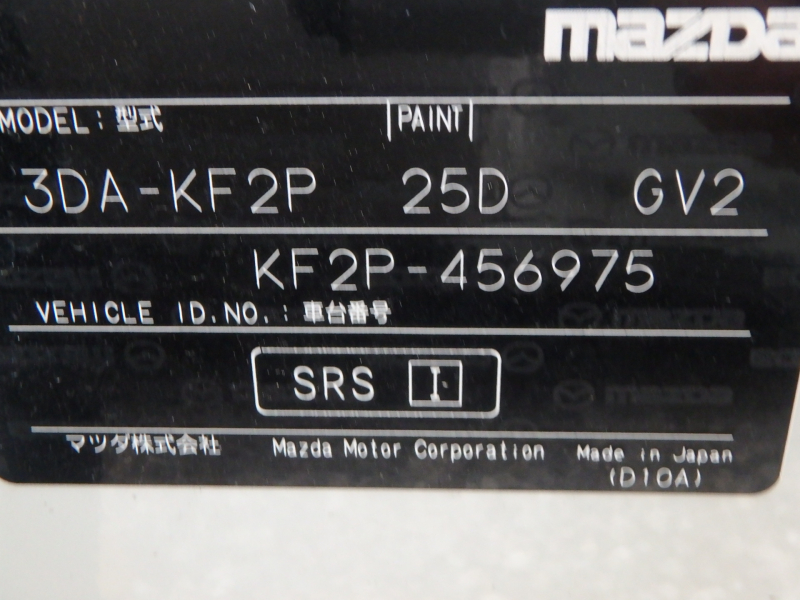 mazda
MODEL: 型式 |PAINT|
3DA-KF2P 25D GV2
KF2P-456975
VEHICLE ID.NO.: 車台番号
SRS I
マツダ株式会社 Mazda Motor Corporation Made in Japan
(D10A)